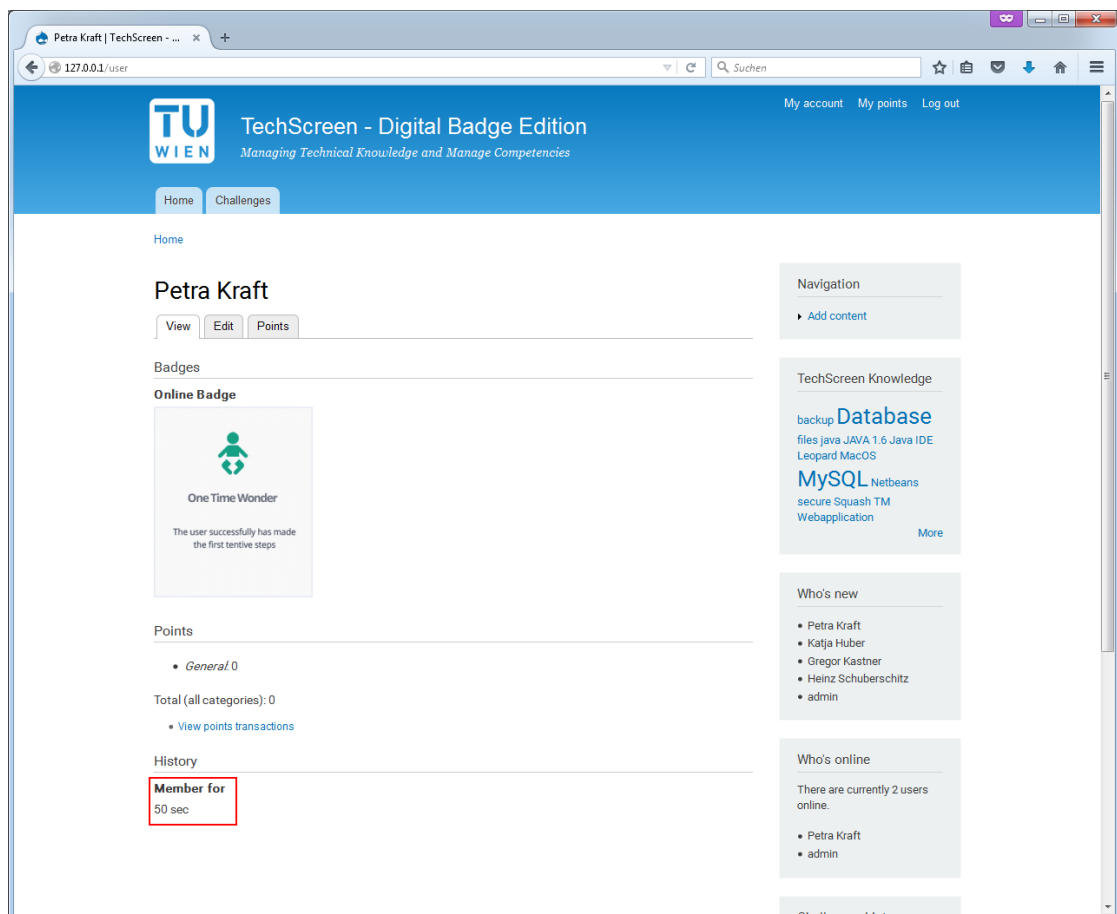 Petra Kraft | TechScreen - ...
127.0.0.1/user
Suchen
My account My points Log out
TU
WIEN
TechScreen - Digital Badge Edition
Managing Technical Knowledge and Manage Competencies
Home Challenges
Home
Petra Kraft
View Edit Points
Badges
Online Badge
One Time Wonder
The user successfully has made
the first tentive steps
Points
General: 0
Total (all categories): 0
View points transactions
History
Member for
50 sec
Navigation
Add content
TechScreen Knowledge
backup Database
files java JAVA 1.6 Java IDE
Leopard MacOS
MySQL Netbeans
secure Squash TM
Webapplication
More
Who's new
Petra Kraft
Katja Huber
Gregor Kastner
Heinz Schuberschitz
admin
Who's online
There are currently 2 users
online.
Petra Kraft
admin